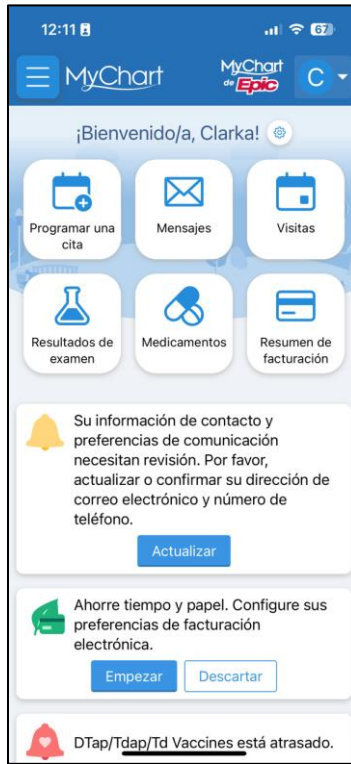 12:11
67
MyChart
MyChart
de Epic
C
¡Bienvenido/a, Clarka!
Programar una
cita
Mensajes
Visitas
Resultados de
examen
Medicamentos
Resumen de
facturación
Su información de contacto y
preferencias de comunicación
necesitan revisión. Por favor,
actualizar o confirmar su dirección de
correo electrónico y número de
teléfono.
Actualizar
Ahorre tiempo y papel. Configure sus
preferencias de facturación
electrónica.
Empezar
Descartar
DTap/Tdap/Td Vaccines está atrasado.